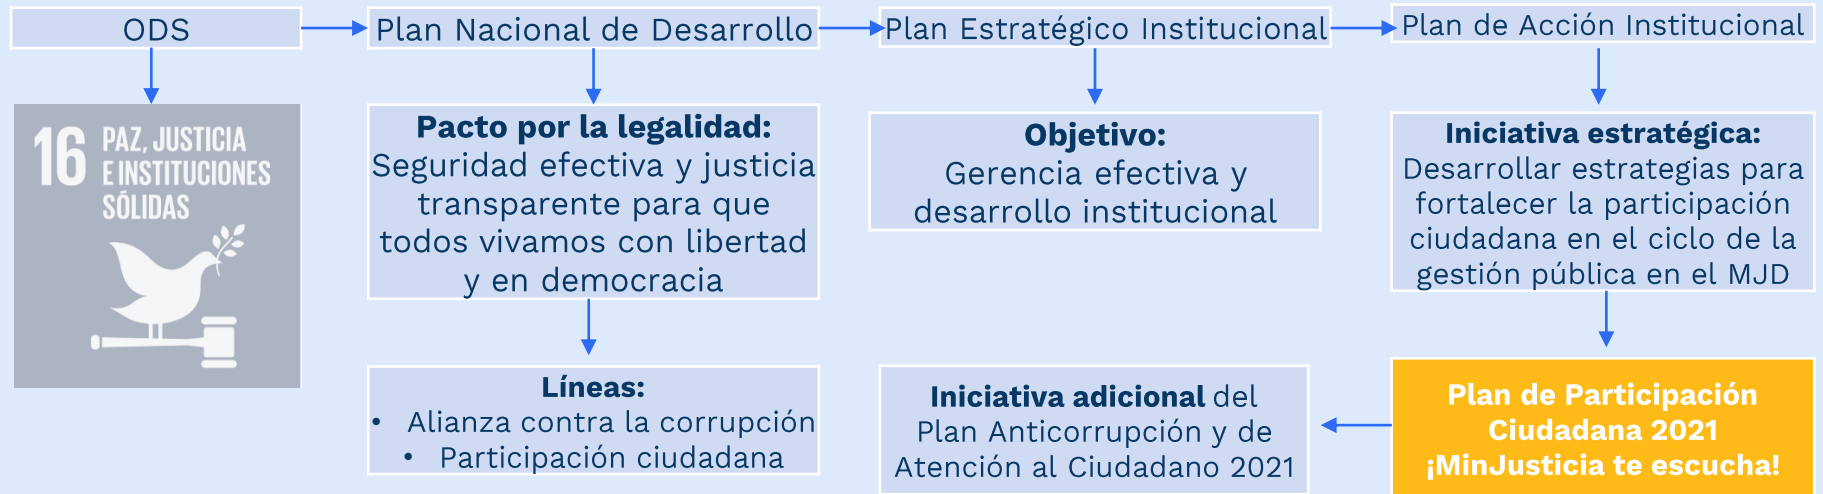 ODS
Plan Nacional de Desarrollo
Plan Estratégico Institucional
Plan de Acción Institucional
16 PAZ, JUSTICIA
E INSTITUCIONES
SÓLIDAS
Pacto por la legalidad:
Seguridad efectiva y justicia
transparente para que
todos vivamos con libertad
y en democracia
Objetivo:
Gerencia efectiva y
desarrollo institucional
Iniciativa estratégica:
Desarrollar estrategias para
fortalecer la participación
ciudadana en el ciclo de la
gestión pública en el MJD
Líneas:
• Alianza contra la corrupción
• Participación ciudadana
Iniciativa adicional del
Plan Anticorrupción y de
Atención al Ciudadano 2021
Plan de Participación
Ciudadana 2021
¡MinJusticia te escucha!